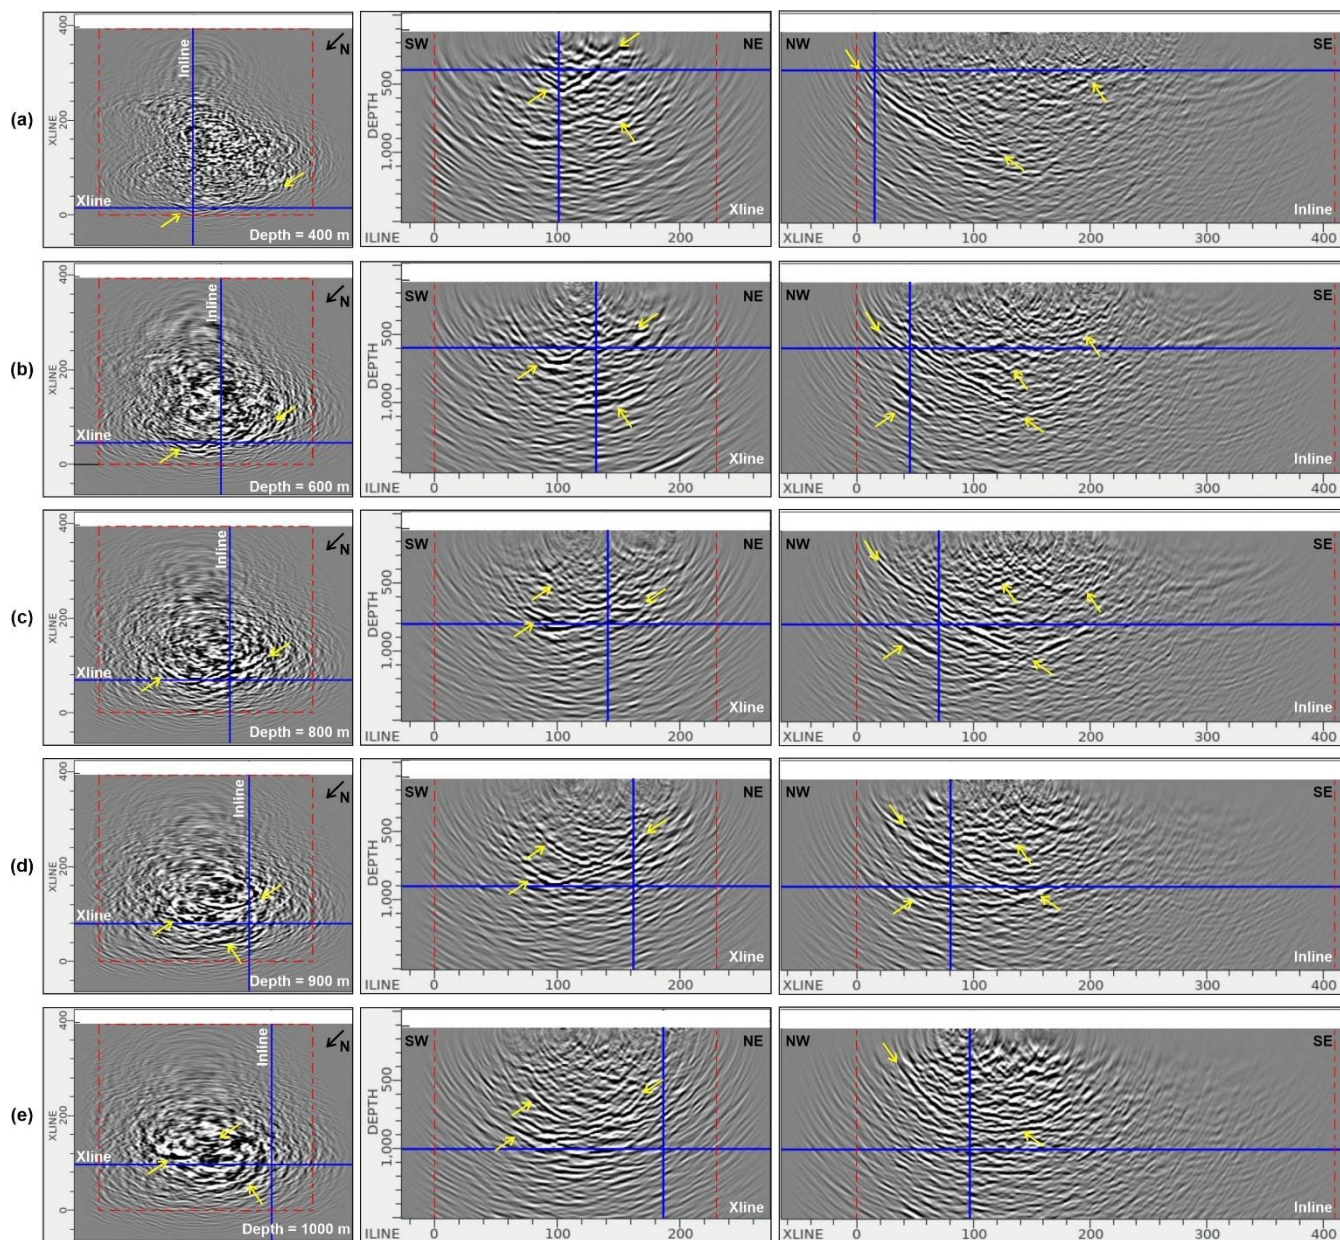 (a)
400
200
0
XLINE
Inline
N
Xline
Depth = 400 m
SW
NE
DEPTH
500
1,000
Xline
ILINE
0
100
200
NW
SE
Inline
XLINE
0
100
200
300
400
(b)
400
200
0
XLINE
Inline
N
Xline
Depth = 600 m
SW
NE
DEPTH
500
1,000
Xline
ILINE
0
100
200
NW
SE
Inline
XLINE
0
100
200
300
400
(c)
400
200
0
XLINE
Inline
N
Xline
Depth = 800 m
SW
NE
DEPTH
500
1,000
Xline
ILINE
0
100
200
NW
SE
Inline
XLINE
0
100
200
300
400
(d)
400
200
0
XLINE
Inline
N
Xline
Depth = 900 m
SW
NE
DEPTH
500
1,000
Xline
ILINE
0
100
200
NW
SE
Inline
XLINE
0
100
200
300
400
(e)
400
200
0
XLINE
Inline
N
Xline
Depth = 1000 m
SW
NE
DEPTH
500
1,000
Xline
ILINE
0
100
200
NW
SE
Inline
XLINE
0
100
200
300
400